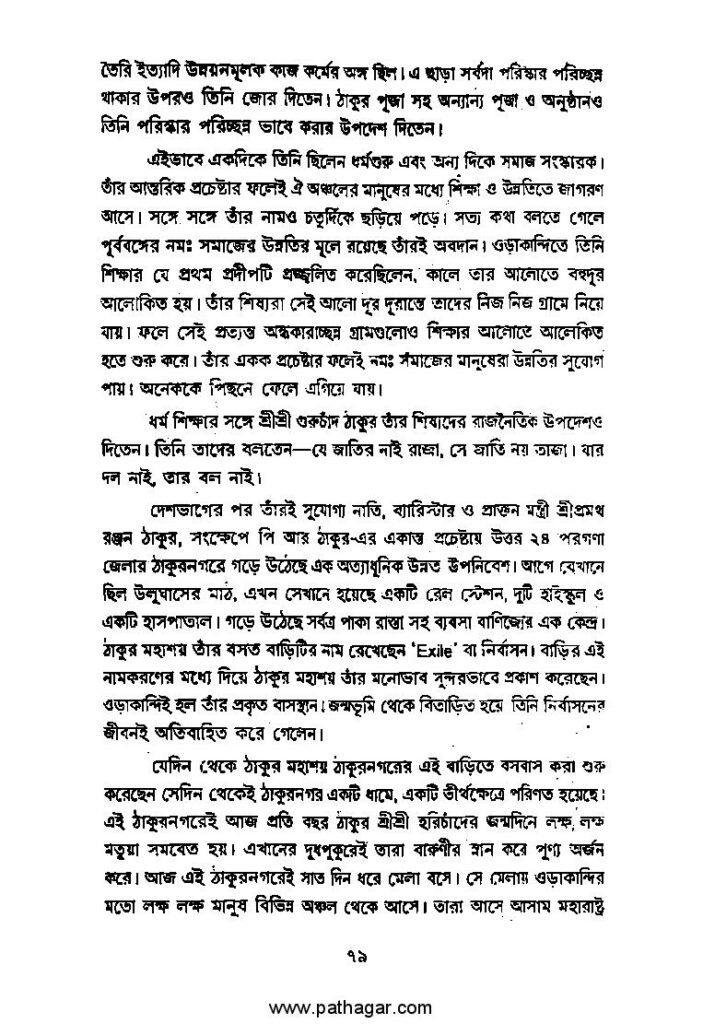 তৈরি ইত্যাদি উন্নয়নমূলক কাজ কর্মের অঙ্গ ছিল। এ ছাড়া সর্বদা পরিস্কার পরিচ্ছন্ন
থাকার উপরও তিনি জোর দিতেন। ঠাকুর পূজা সহ অন্যান্য পূজা ও অনুষ্ঠানও
তিনি পরিস্কার পরিচ্ছন্ন ভাবে করার উপদেশ দিতেন।
এইভাবে একদিকে তিনি ছিলেন ধর্মগুরু এবং অন্য দিকে সমাজ সংস্কারক।
তাঁর আন্তরিক প্রচেষ্টার ফলেই ঐ অঞ্চলের মানুষের মধ্যে শিক্ষা ও উন্নতিতে জাগরণ
আসে। সঙ্গে সঙ্গে তাঁর নামও চতুর্দিকে ছড়িয়ে পড়ে। সত্য কথা বলতে গেলে
পূর্ববঙ্গের নমঃ সমাজের উন্নতির মূলে রয়েছে তাঁরই অবদান। ওড়াকান্দিতে তিনি
শিক্ষার যে প্রথম প্রদীপটি প্রজ্জ্বলিত করেছিলেন, কালে তার আলোতে বহুদূর
আলোকিত হয়। তাঁর শিষ্যরা সেই আলো দূর দূরান্তে তাদের নিজ নিজ গ্রামে নিয়ে
যায়। ফলে সেই প্রত্যন্ত অন্ধকারাচ্ছন্ন গ্রামগুলোও শিক্ষার আলোতে আলেকিত
হতে শুরু করে। তাঁর একক প্রচেষ্টার ফলেই নমঃ সমাজের মানুষেরা উন্নতির সুযোগ
পায়। অনেককে পিছনে ফেলে এগিয়ে যায়।
ধর্ম শিক্ষার সঙ্গে শ্রীশ্রী গুরুচাঁদ ঠাকুর তাঁর শিষ্যদের রাজনৈতিক উপদেশও
দিতেন। তিনি তাদের বলতেন—যে জাতির নাই রাজা, সে জাতি নয় তাজা। যার
দল নাই, তার বল নাই।
দেশভাগের পর তাঁরই সুযোগ্য নাতি, ব্যারিস্টার ও প্রাক্তন মন্ত্রী শ্রীপ্রমথ
রঞ্জন ঠাকুর, সংক্ষেপে পি আর ঠাকুর-এর একান্ত প্রচেষ্টায় উত্তর ২৪ পরগণা
জেলার ঠাকুরনগরে গড়ে উঠেছে এক অত্যাধুনিক উন্নত উপনিবেশ। আগে যেখানে
ছিল উলুঘাসের মাঠ, এখন সেখানে হয়েছে একটি রেল স্টেশন, দুটি হাইস্কুল ও
একটি হাসপাতাল। গড়ে উঠেছে সর্বত্র পাকা রাস্তা সহ ব্যবসা বাণিজ্যের এক কেন্দ্র।
ঠাকুর মহাশয় তাঁর বসত বাড়িটির নাম রেখেছেন 'Exile' বা নির্বাসন। বাড়ির এই
নামকরণের মধ্যে দিয়ে ঠাকুর মহাশয় তাঁর মনোভাব সুন্দরভাবে প্রকাশ করেছেন।
ওড়াকান্দিই হল তাঁর প্রকৃত বাসস্থান। জন্মভূমি থেকে বিতাড়িত হয়ে তিনি নির্বাসনের
জীবনই অতিবাহিত করে গেলেন।
যেদিন থেকে ঠাকুর মহাশয় ঠাকুরনগরের এই বাড়িতে বসবাস করা শুরু
করেছেন সেদিন থেকেই ঠাকুরনগর একটি ধামে, একটি তীর্থক্ষেত্রে পরিণত হয়েছে।
এই ঠাকুরনগরেই আজ প্রতি বছর ঠাকুর শ্রীশ্রী হরিচাঁদের জন্মদিনে লক্ষ, লক্ষ
মতুয়া সমবেত হয়। এখানের দুধপুকুরেই তারা বারুণীর স্নান করে পূণ্য অর্জন
করে। আজ এই ঠাকুরনগরেই সাত দিন ধরে মেলা বসে। সে মেলায় ওড়াকান্দির
মতো লক্ষ লক্ষ মানুষ বিভিন্ন অঞ্চল থেকে আসে। তারা আসে আসাম মহারাষ্ট্র
৭৯
www.pathagar.com